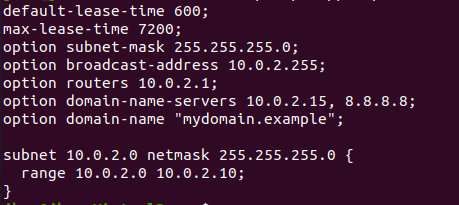 default-lease-time 600;
max-lease-time 7200;
option subnet-mask 255.255.255.0;
option broadcast-address 10.0.2.255;
option routers 10.0.2.1;
option domain-name-servers 10.0.2.15, 8.8.8.8;
option domain-name "mydomain.example";

subnet 10.0.2.0 netmask 255.255.255.0 {
  range 10.0.2.0 10.0.2.10;
}